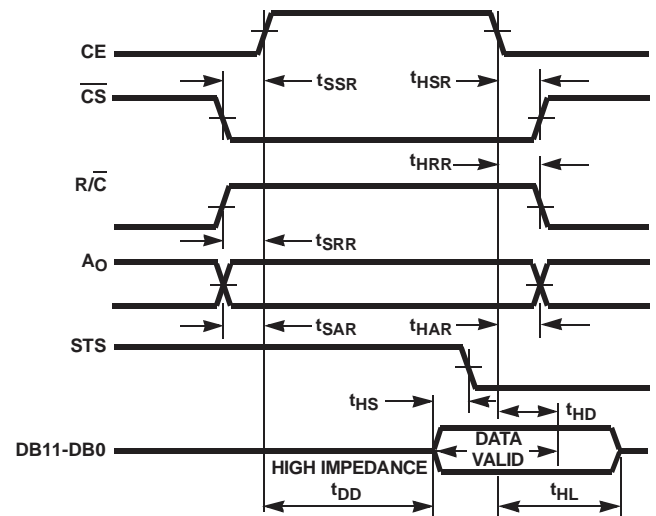 CE
tSSR
tHSR
CS
tHRR
R/C
tSRR
AO
tSAR
tHAR
STS
tHS
tHD
DB11-DB0
DATA
VALID
HIGH IMPEDANCE
tDD
tHL